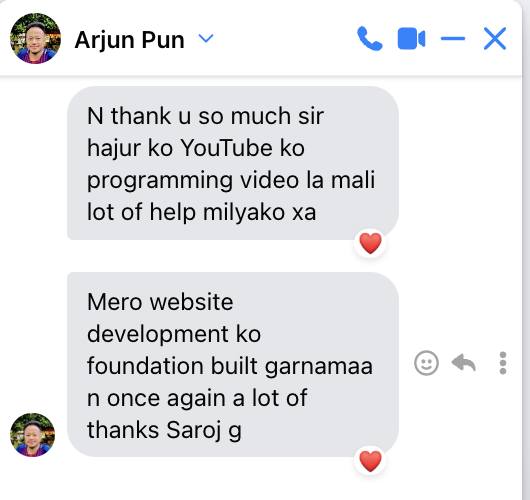 Arjun Pun
N thank u so much sir
hajur ko YouTube ko
programming video la mali
lot of help milyako xa
Mero website
development ko
foundation built garnamaa
n once again a lot of
thanks Saroj g